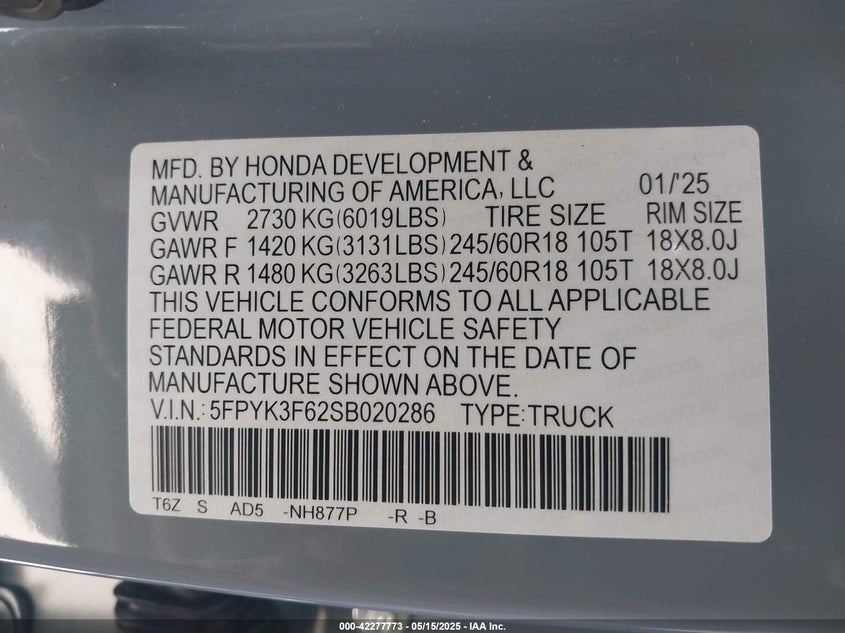 MFD. BY HONDA DEVELOPMENT &
MANUFACTURING OF AMERICA, LLC 01/'25
GVWR 2730 KG(6019LBS) TIRE SIZE RIM SIZE
GAWR F 1420 KG(3131LBS) 245/60R18 105T 18X8.0J
GAWR R 1480 KG(3263LBS) 245/60R18 105T 18X8.0J
THIS VEHICLE CONFORMS TO ALL APPLICABLE
FEDERAL MOTOR VEHICLE SAFETY
STANDARDS IN EFFECT ON THE DATE OF
MANUFACTURE SHOWN ABOVE.
V.I.N.: 5FPYK3F62SB020286 TYPE: TRUCK
T6Z S AD5 -NH877P -R -B
000-42277773 - 05/15/2025 - IAA Inc.